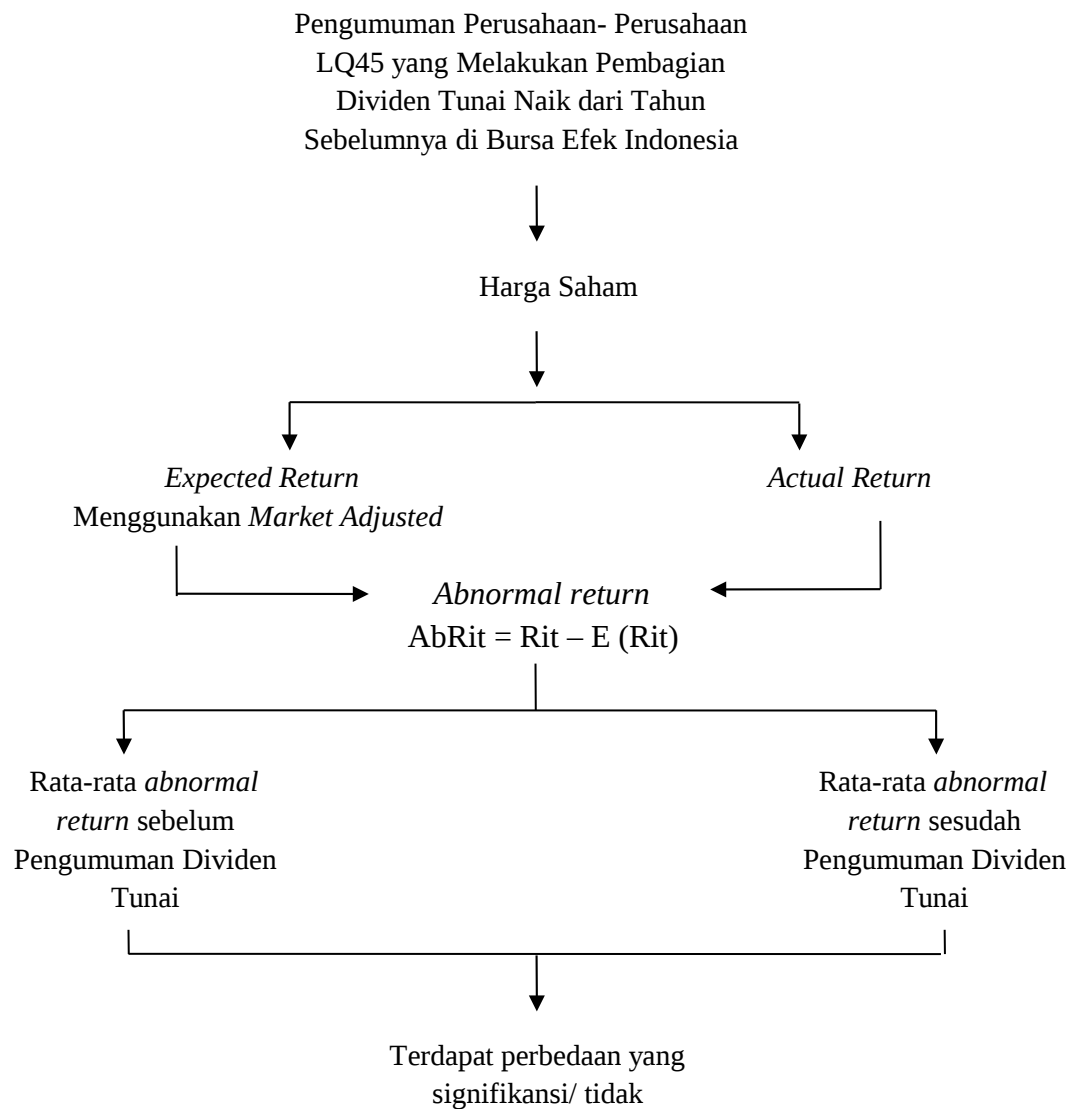 Pengumuman Perusahaan- Perusahaan
LQ45 yang Melakukan Pembagian
Dividen Tunai Naik dari Tahun
Sebelumnya di Bursa Efek Indonesia
Harga Saham
Expected Return
Menggunakan Market Adjusted
Actual Return
Abnormal return
AbRit = Rit – E (Rit)
Rata-rata abnormal
return sebelum
Pengumuman Dividen
Tunai
Rata-rata abnormal
return sesudah
Pengumuman Dividen
Tunai
Terdapat perbedaan yang
signifikansi/ tidak